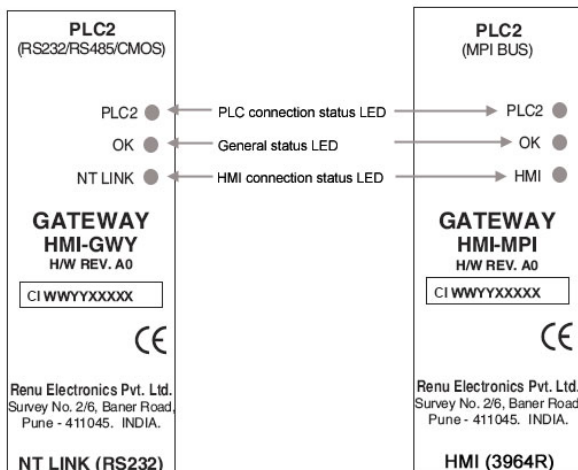 PLC2
(RS232/RS485/CMOS)
PLC2
OK
NT LINK
GATEWAY
HMI-GWY
H/W REV. A0
CI WWYYXXXXX
CE
Renu Electronics Pvt. Ltd.
Survey No. 2/6, Baner Road,
Pune - 411045. INDIA.
NT LINK (RS232)
PLC connection status LED
General status LED
HMI connection status LED
PLC2
(MPI BUS)
PLC2
OK
HMI
GATEWAY
HMI-MPI
H/W REV. A0
CI WWYYXXXXX
CE
Renu Electronics Pvt. Ltd.
Survey No. 2/6, Baner Road
Pune - 411045. INDIA.
HMI (3964R)